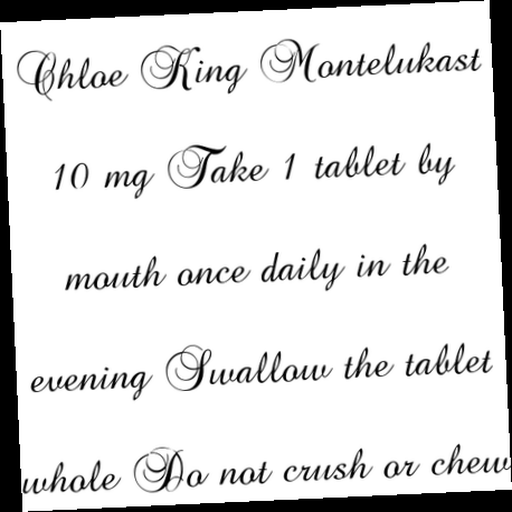 Chloe King Montelukast
10 mg Take 1 tablet by
mouth once daily in the
evening Swallow the tablet
whole Do not crush or chew